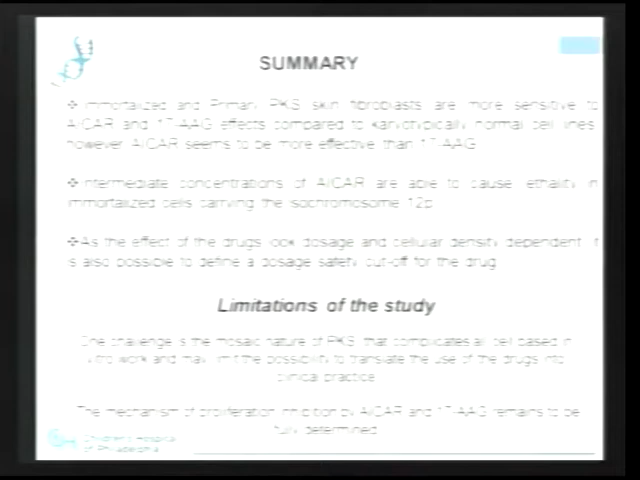 SUMMARY
❖ Immortalized and Primary PKS skin fibroblasts are more sensitive to
AICAR and 17-AAG effects compared to karyotypically normal cell lines,
however AICAR seems to be more effective than 17-AAG
❖ Intermediate concentrations of AICAR are able to cause lethality in
immortalized cells carrying the isochromosome 12p
❖ As the effect of the drugs look dosage and cellular density dependent, it
is also possible to define a dosage safety cut-off for the drug
Limitations of the study
One challenge is the mosaic nature of PKS, that complicates all cell based in
vitro work and may limit the possibility to translate the use of the drugs into
clinical practice
The mechanism of proliferation inhibition by AICAR and 17-AAG remains to be
fully determined
Children's Hospital
of Philadelphia